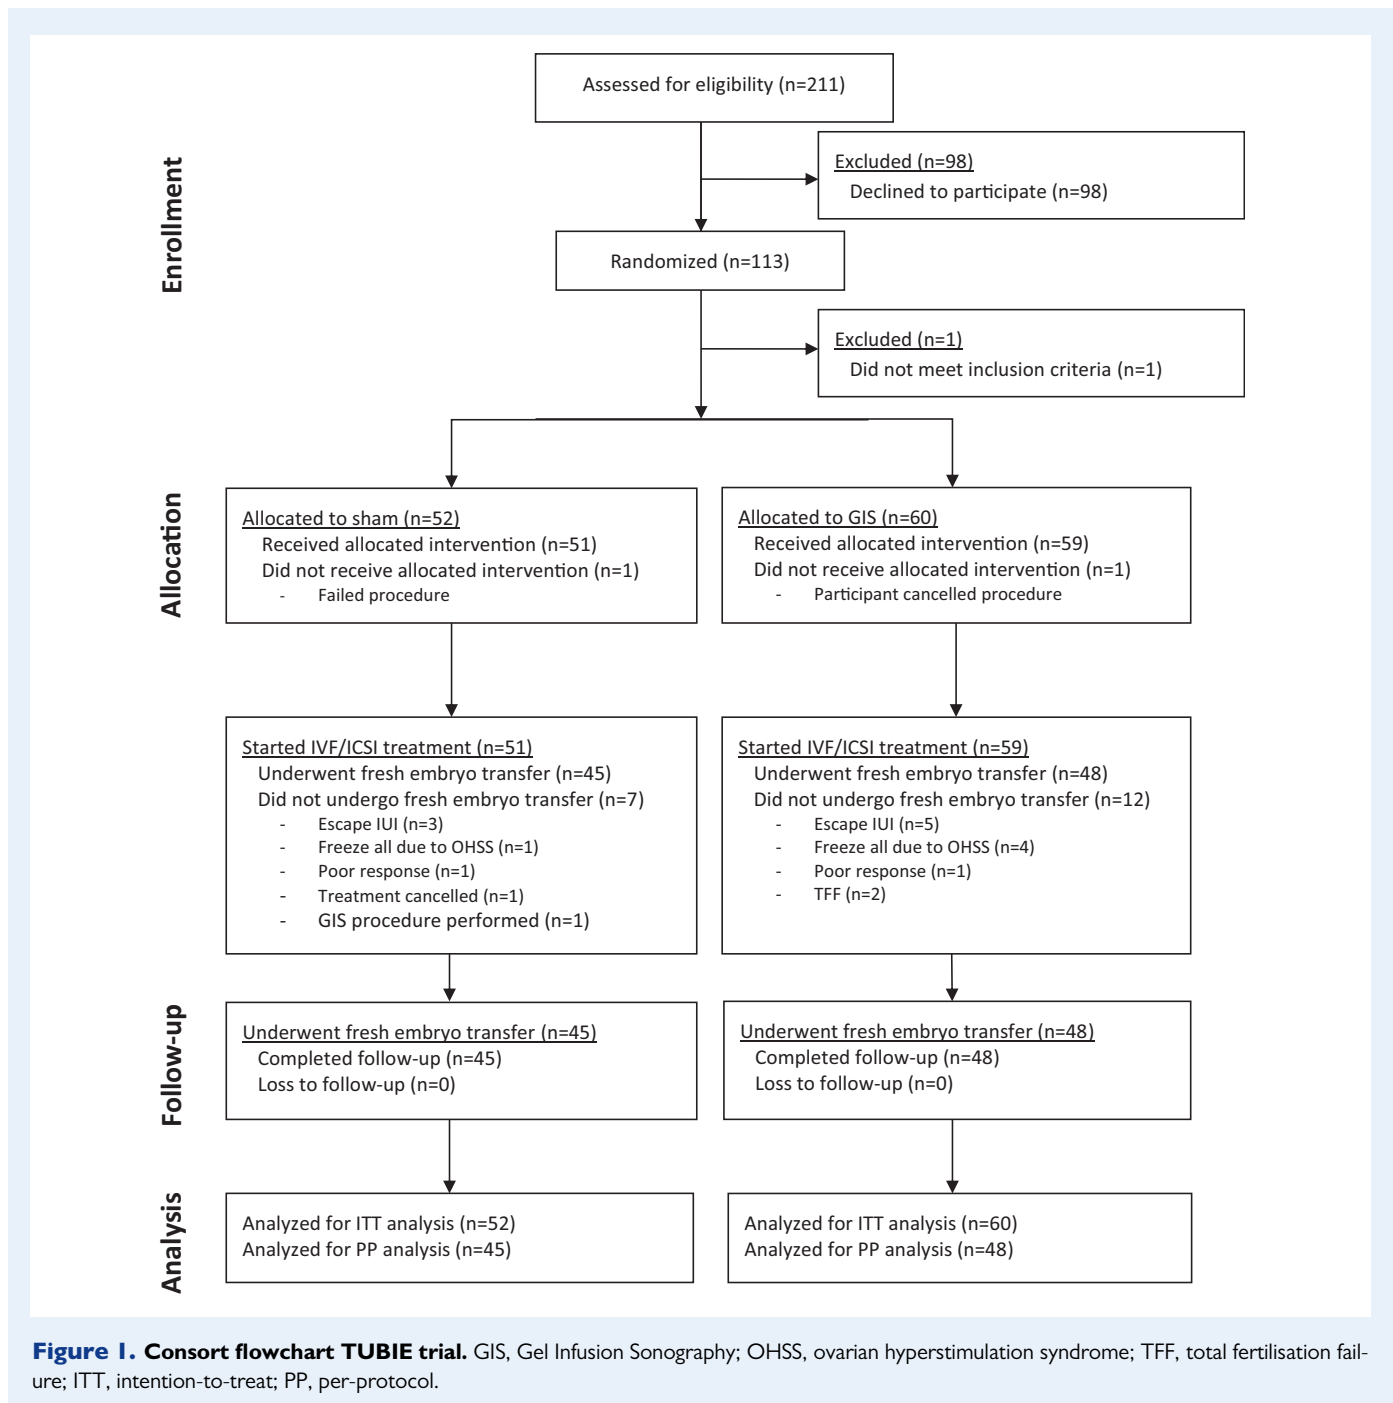 Assessed for eligibility (n=211)
Enrollment
Excluded (n=98)
Declined to participate (n=98)
Randomized (n=113)
Excluded (n=1)
Did not meet inclusion criteria (n=1)
Allocation
Allocated to sham (n=52)
Received allocated intervention (n=51)
Did not receive allocated intervention (n=1)
- Failed procedure
Allocated to GIS (n=60)
Received allocated intervention (n=59)
Did not receive allocated intervention (n=1)
- Participant cancelled procedure
Started IVF/ICSI treatment (n=51)
Underwent fresh embryo transfer (n=45)
Did not undergo fresh embryo transfer (n=7)
- Escape IUI (n=3)
- Freeze all due to OHSS (n=1)
- Poor response (n=1)
- Treatment cancelled (n=1)
- GIS procedure performed (n=1)
Started IVF/ICSI treatment (n=59)
Underwent fresh embryo transfer (n=48)
Did not undergo fresh embryo transfer (n=12)
- Escape IUI (n=5)
- Freeze all due to OHSS (n=4)
- Poor response (n=1)
- TFF (n=2)
Follow-up
Underwent fresh embryo transfer (n=45)
Completed follow-up (n=45)
Loss to follow-up (n=0)
Underwent fresh embryo transfer (n=48)
Completed follow-up (n=48)
Loss to follow-up (n=0)
Analysis
Analyzed for ITT analysis (n=52)
Analyzed for PP analysis (n=45)
Analyzed for ITT analysis (n=60)
Analyzed for PP analysis (n=48)
Figure 1. Consort flowchart TUBIE trial. GIS, Gel Infusion Sonography; OHSS, ovarian hyperstimulation syndrome; TFF, total fertilisation fail-
ure; ITT, intention-to-treat; PP, per-protocol.